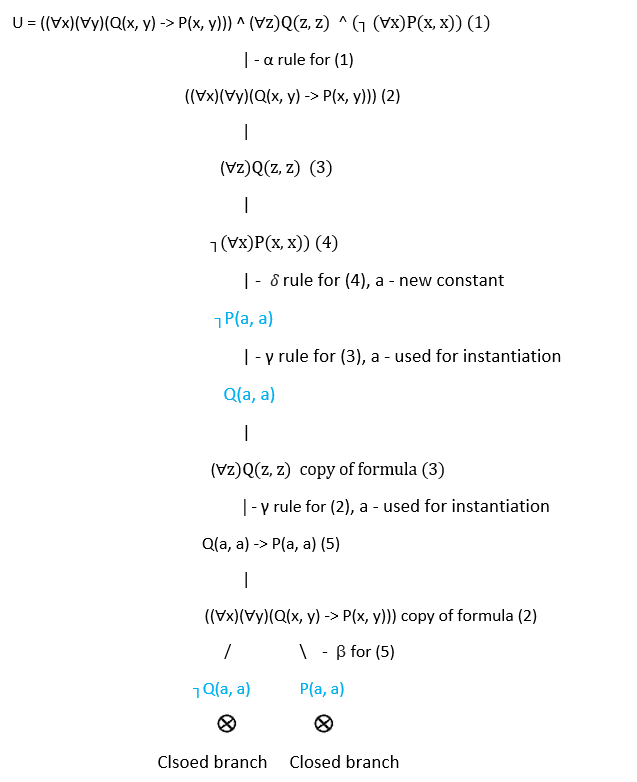 U = ((∀x)(∀y)(Q(x, y) -> P(x, y))) ^ (∀z)Q(z, z) ^ (┐ (∀x)P(x, x)) (1)
| - α rule for (1)
((∀x)(∀y)(Q(x, y) -> P(x, y))) (2)
|
(∀z)Q(z, z) (3)
|
┐(∀x)P(x, x)) (4)
| - δ rule for (4), a - new constant
┐P(a, a)
| - γ rule for (3), a - used for instantiation
Q(a, a)
|
(∀z)Q(z, z) copy of formula (3)
| - γ rule for (2), a - used for instantiation
Q(a, a) -> P(a, a) (5)
|
((∀x)(∀y)(Q(x, y) -> P(x, y))) copy of formula (2)
/ \ - β for (5)
┐Q(a, a) P(a, a)
⊗ ⊗
Clsoed branch Closed branch